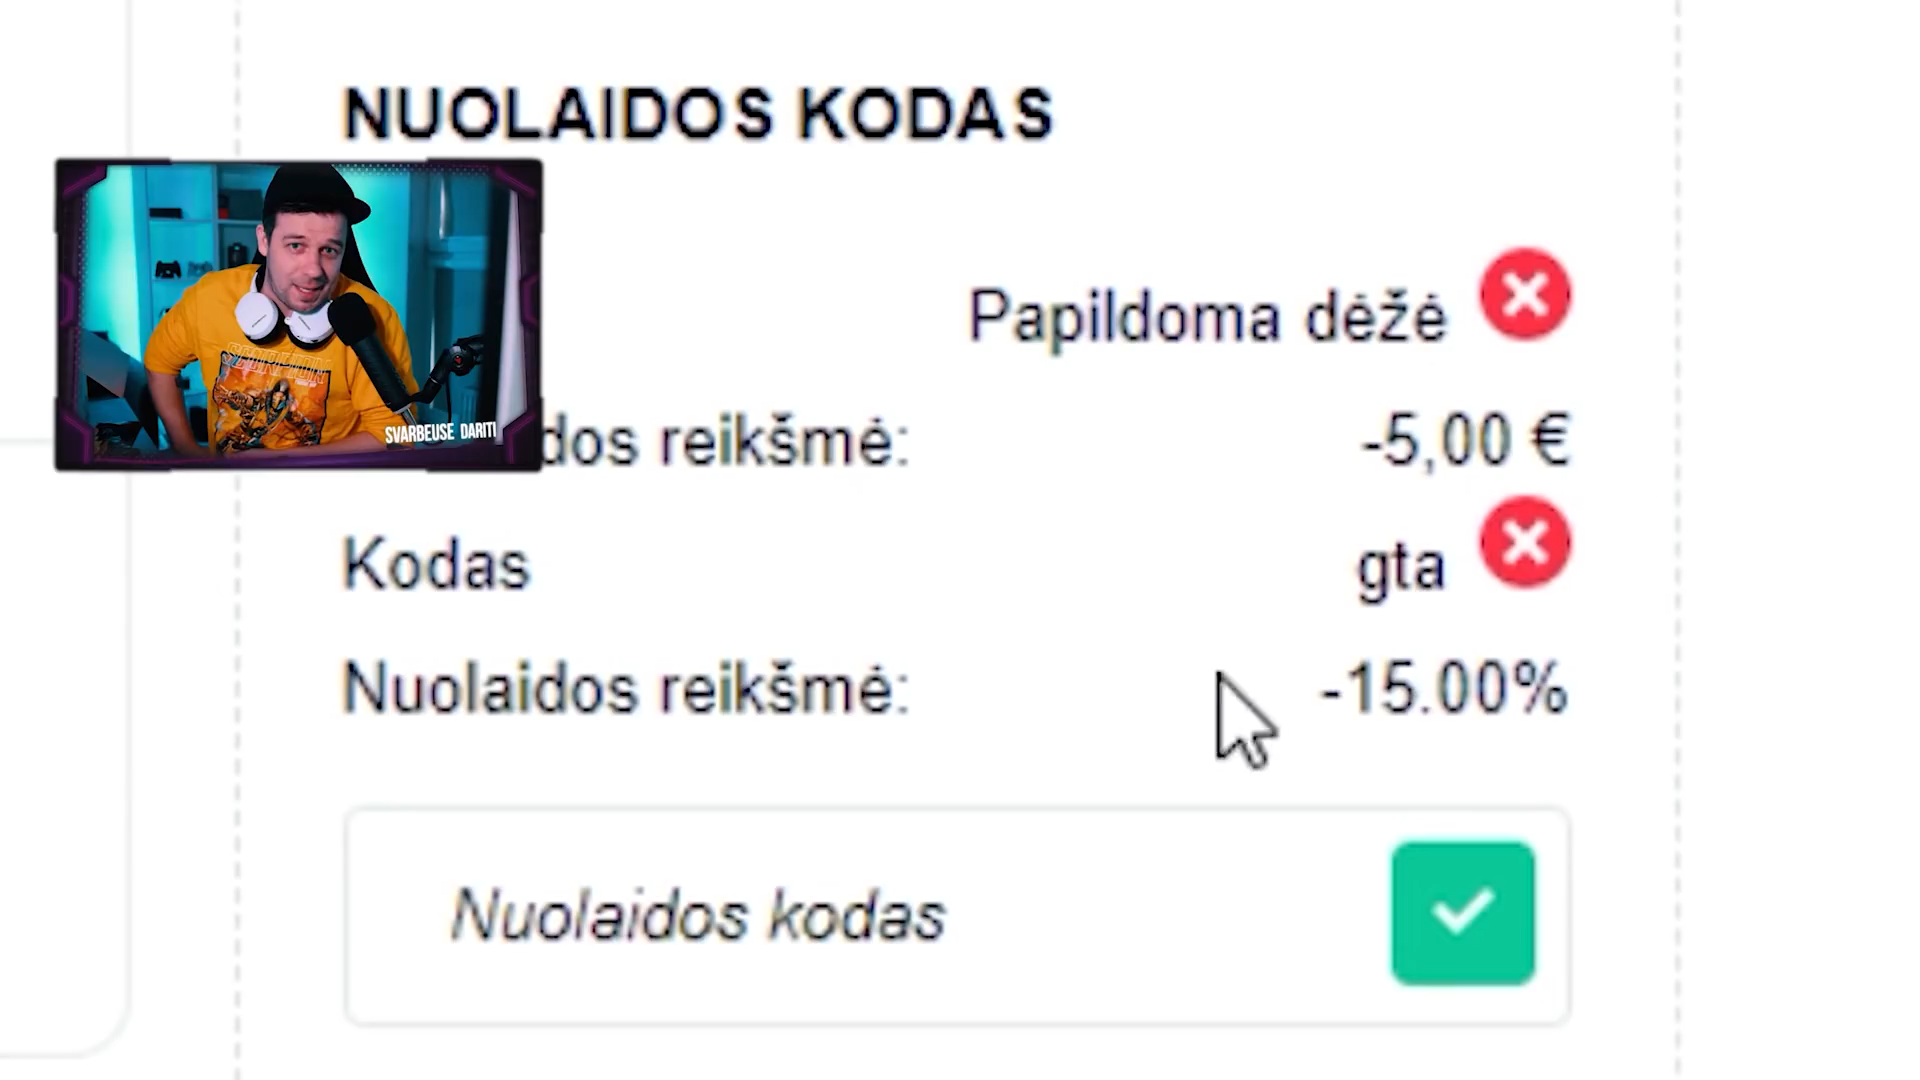 NUOLAIDOS KODAS
Papildoma dėžė
dos reikšmė:
-5,00 €
Kodas
gta
Nuolaidos reikšmė:
-15.00%
Nuolaidos kodas
SVARBEUSE DARITI